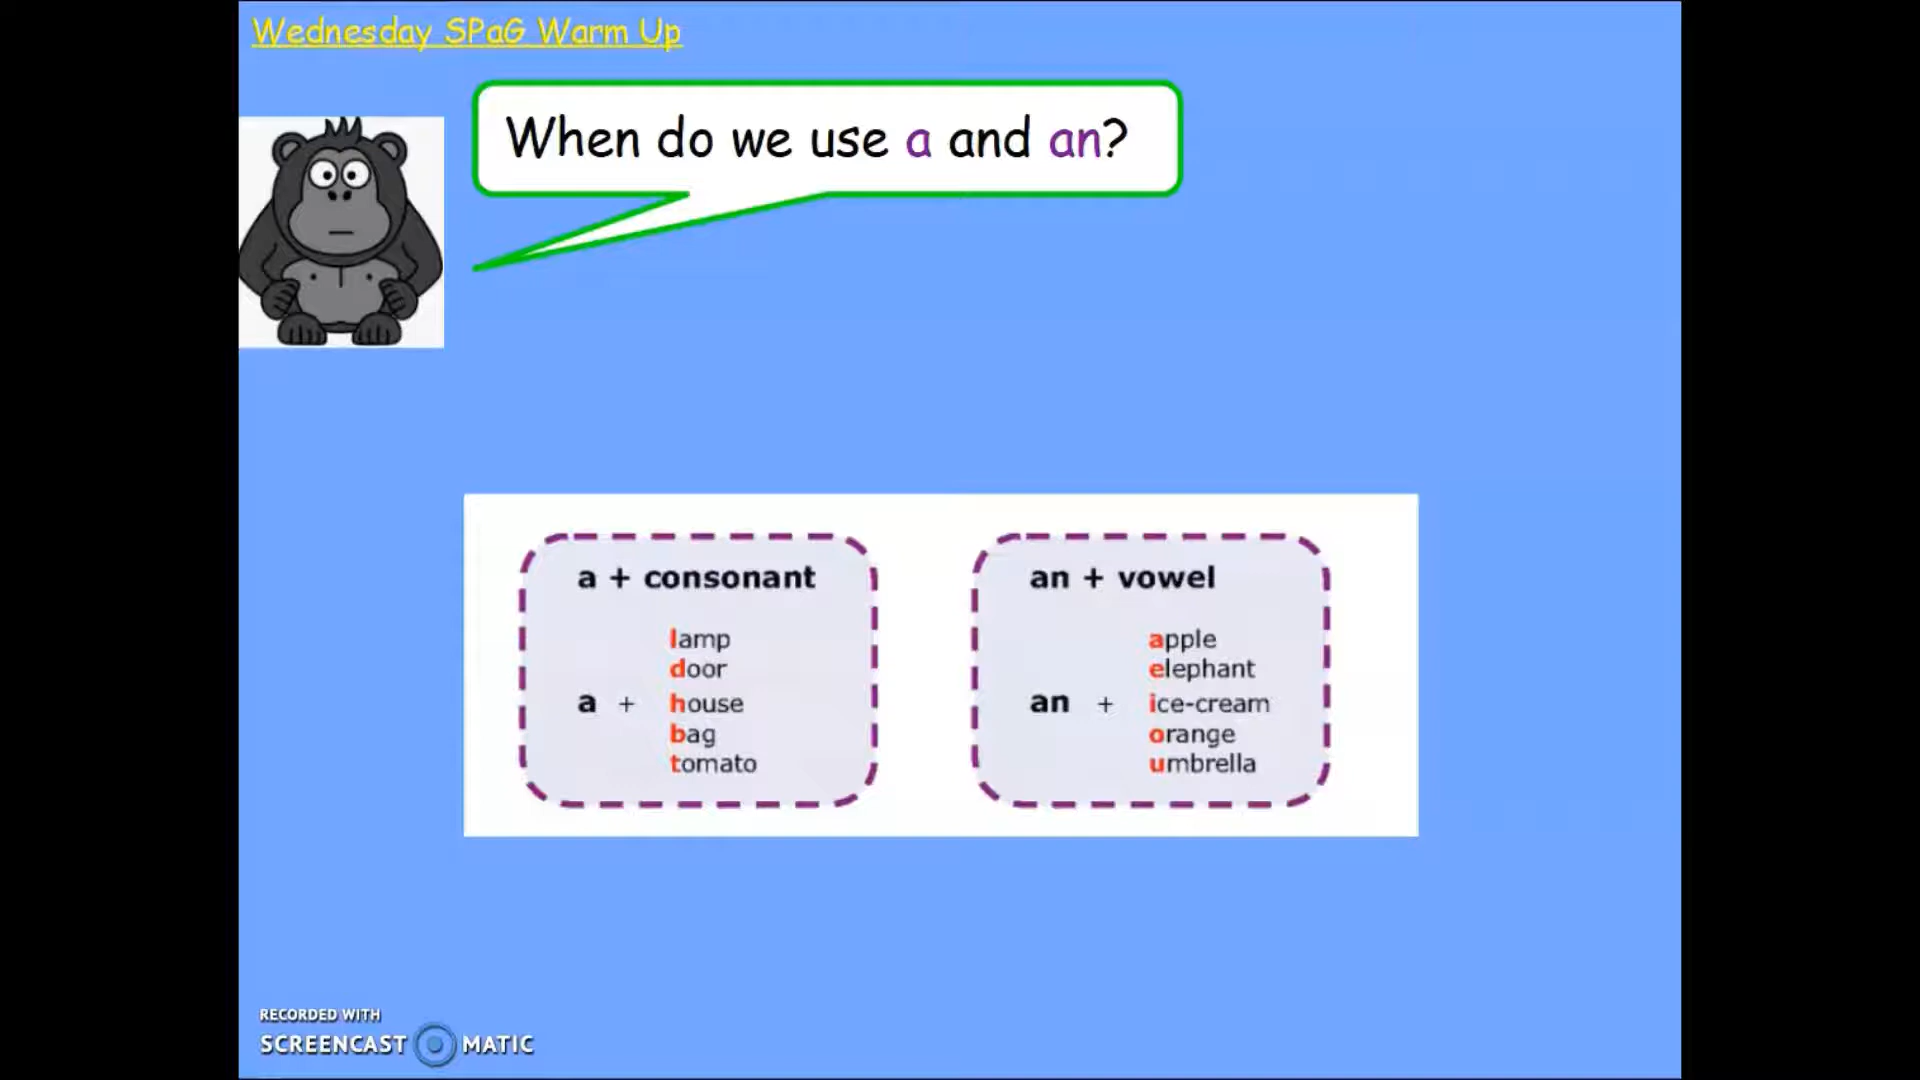 Wednesday SPaG Warm Up
When do we use a and an?
a + consonant
lamp
door
a + house
bag
tomato
an + vowel
apple
elephant
an + ice-cream
orange
umbrella
RECORDED WITH
SCREENCAST MATIC